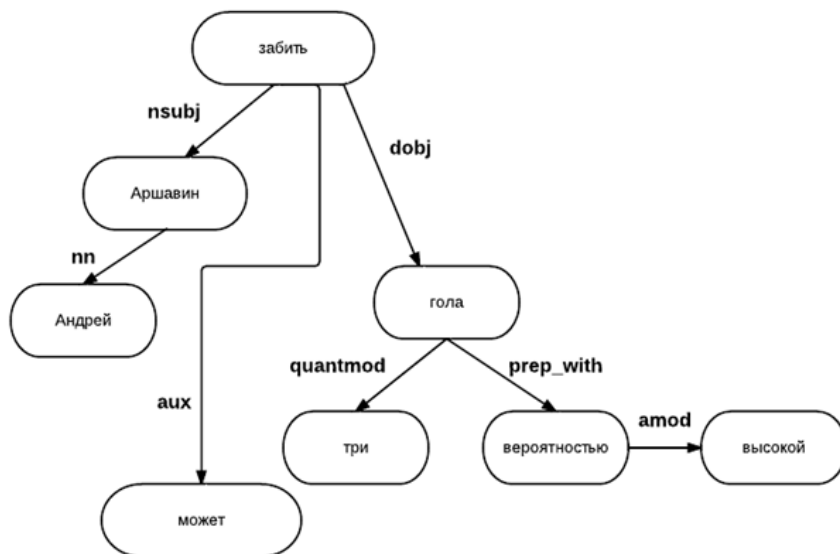 забить
nsubj
dobj
Аршавин
nn
Андрей
гола
quantmod
prep_with
aux
amod
три
вероятностью
высокой
может